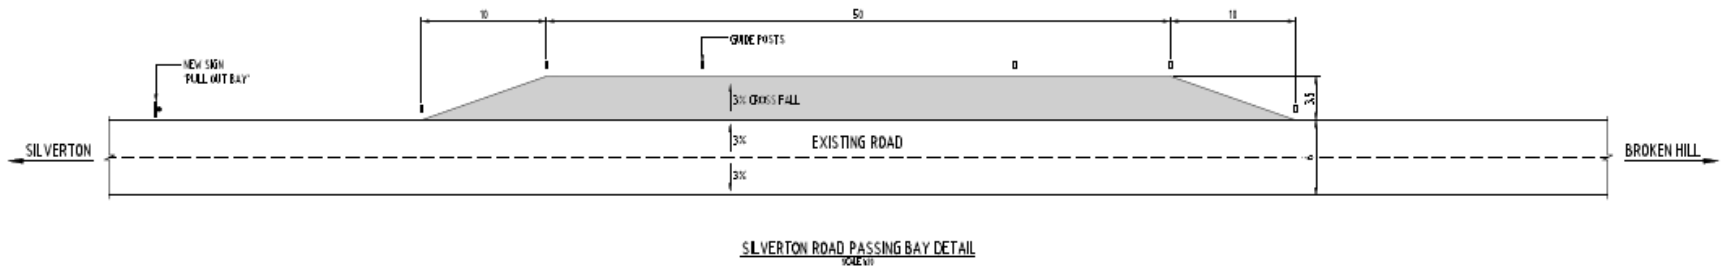 10
50
10
GUIDE POSTS
NEW SIGN
'PULL OUT BAY'
3% CROSS FALL
3.5
3%
EXISTING ROAD
SILVERTON
BROKEN HILL
3%
SILVERTON ROAD PASSING BAY DETAIL